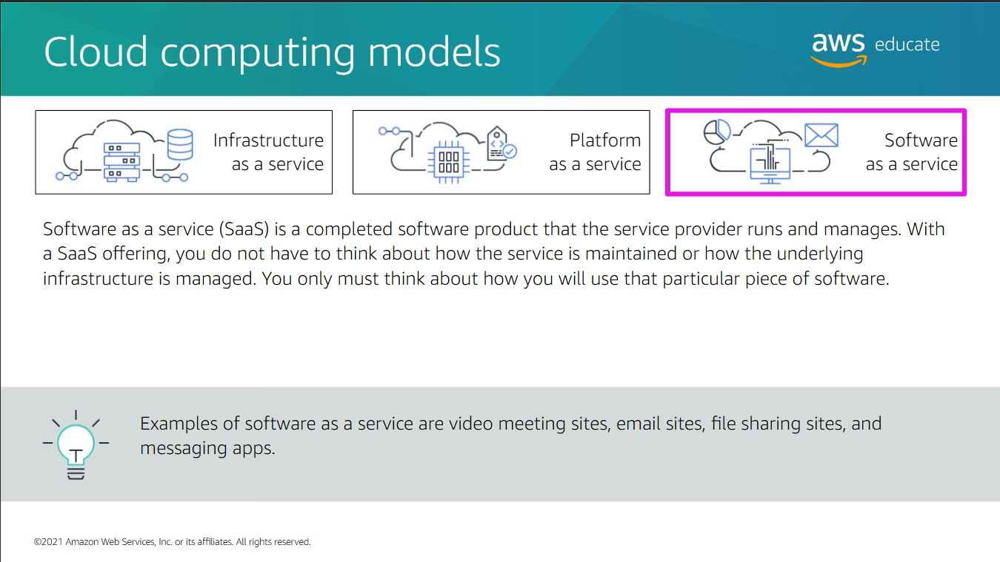 Cloud computing models
aws educate
Infrastructure
as a service
Platform
as a service
Software
as a service
Software as a service (SaaS) is a completed software product that the service provider runs and manages. With
a SaaS offering, you do not have to think about how the service is maintained or how the underlying
infrastructure is managed. You only must think about how you will use that particular piece of software.
Examples of software as a service are video meeting sites, email sites, file sharing sites, and
messaging apps.
©2021 Amazon Web Services, Inc. or its affiliates. All rights reserved.